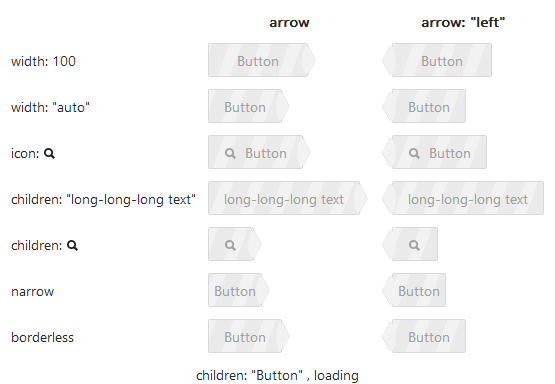 arrow arrow: "left"
width: 100 Button Button
width: "auto" Button Button
icon: Button Button
children: "long-long-long text" long-long-long text long-long-long text
children:
narrow Button Button
borderless Button Button
children: "Button" , loading